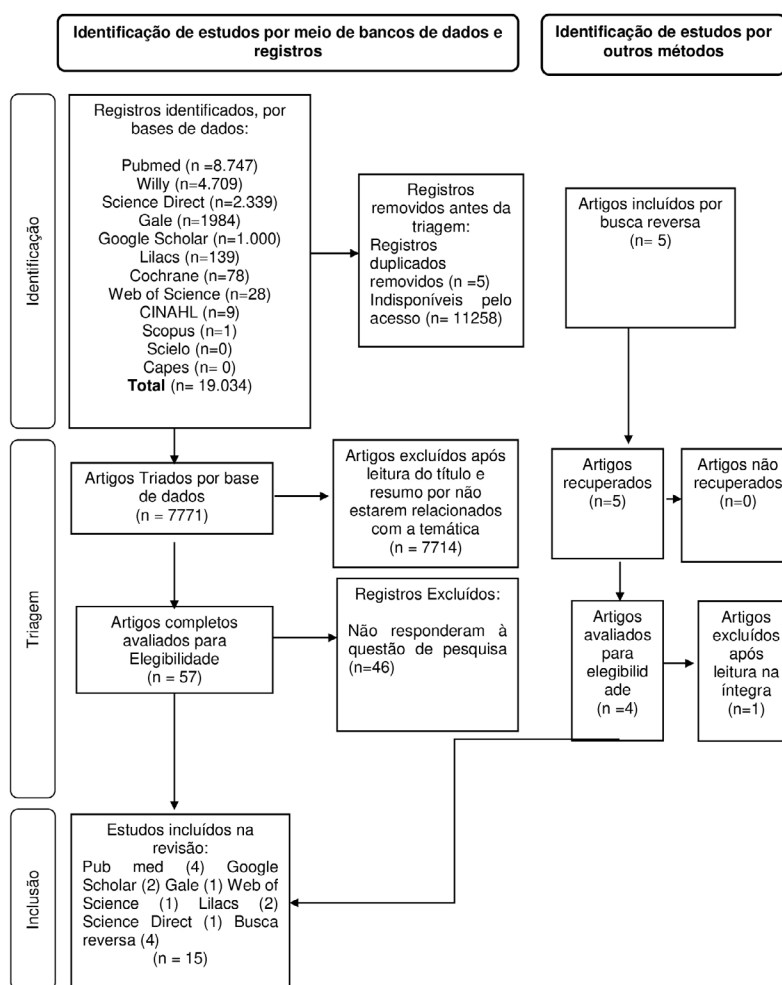 Identificação de estudos por meio de bancos de dados e
registros
Identificação de estudos por
outros métodos
Identificação
Registros identificados, por
bases de dados:
Pubmed (n =8.747)
Willy (n=4.709)
Science Direct (n=2.339)
Gale (n=1984)
Google Scholar (n=1.000)
Lilacs (n=139)
Cochrane (n=78)
Web of Science (n=28)
CINAHL (n=9)
Scopus (n=1)
Scielo (n=0)
Capes (n= 0)
Total (n= 19.034)
Registros
removidos antes da
triagem:
Registros
duplicados
removidos (n =5)
Indisponíveis pelo
acesso (n= 11258)
Artigos incluídos por
busca reversa
(n= 5)
Triagem
Artigos Triados por base
de dados
(n = 7771)
Artigos excluídos após
leitura do título e
resumo por não
estarem relacionados
com a temática
(n = 7714)
Artigos
recuperados
(n=5)
Artigos não
recuperados
(n=0)
Artigos completos
avaliados para
Elegibilidade
(n = 57)
Registros Excluídos:
Não responderam à
questão de pesquisa
(n=46)
Artigos
avaliados
para
elegibilid
ade
(n =4)
Artigos
excluídos
após
leitura na
íntegra
(n=1)
Inclusão
Estudos incluídos na
revisão:
Pub med (4) Google
Scholar (2) Gale (1) Web of
Science (1) Lilacs (2)
Science Direct (1) Busca
reversa (4)
(n = 15)